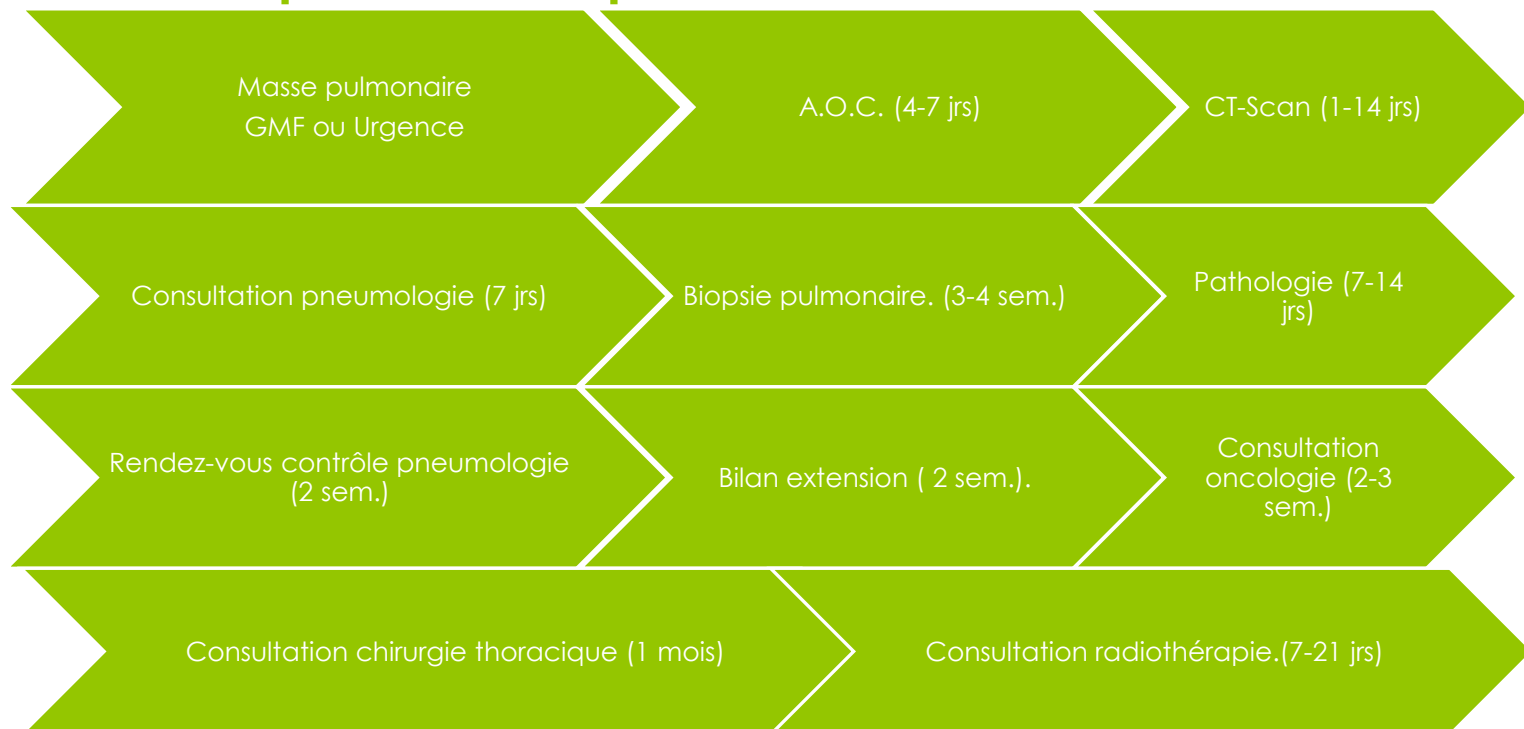 Masse pulmonaire
GMF ou Urgence
A.O.C. (4-7 jrs)
CT-Scan (1-14 jrs)
Consultation pneumologie (7 jrs)
Biopsie pulmonaire. (3-4 sem.)
Pathologie (7-14
jrs)
Rendez-vous contrôle pneumologie
(2 sem.)
Bilan extension ( 2 sem.).
Consultation
oncologie (2-3
sem.)
Consultation chirurgie thoracique (1 mois)
Consultation radiothérapie.(7-21 jrs)